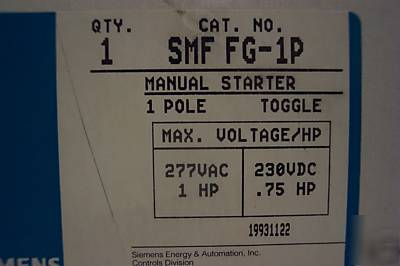 QTY. CAT. NO.
1 SMF FG-1P
MANUAL STARTER
1 POLE TOGGLE
MAX. VOLTAGE/HP
277VAC 230VDC
1 HP .75 HP
19931122
Siemens Energy & Automation, Inc.
Controls Division